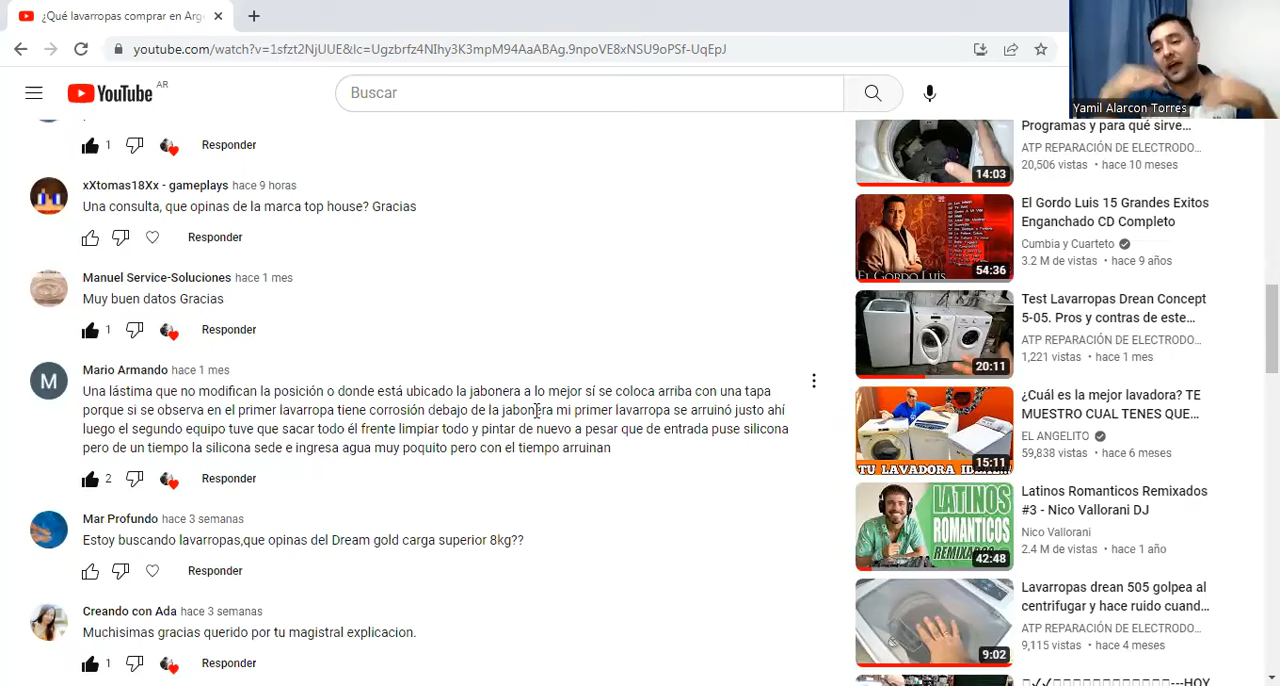 ¿Qué lavarropas comprar en Arg
youtube.com/watch?v=1sfzt2NjUUE&lc=Ugzbrfz4NIhy3K3mpM94AaABAg.9npoVE8xNSU9oPSf-UqEpJ
Yamil Alarcon Torres
YouTube AR
Buscar
1 Responder
xXtomas18Xx - gameplays hace 9 horas
Una consulta, que opinas de la marca top house? Gracias
Responder
Manuel Service-Soluciones hace 1 mes
Muy buen datos Gracias
1 Responder
M
Mario Armando hace 1 mes
Una lástima que no modifican la posición o donde está ubicado la jabonera a lo mejor sí se coloca arriba con una tapa
porque si se observa en el primer lavarropa tiene corrosión debajo de la jabonera mi primer lavarropa se arruinó justo ahí
luego el segundo equipo tuve que sacar todo él frente limpiar todo y pintar de nuevo a pesar que de entrada puse silicona
pero de un tiempo la silicona sede e ingresa agua muy poquito pero con el tiempo arruinan
2 Responder
Mar Profundo hace 3 semanas
Estoy buscando lavarropas,que opinas del Dream gold carga superior 8kg??
Responder
Creando con Ada hace 3 semanas
Muchisimas gracias querido por tu magistral explicacion.
1 Responder
14:03
Programas y para qué sirve...
ATP REPARACIÓN DE ELECTRODO...
20,506 vistas • hace 10 meses
EL GORDO LUIS
54:36
El Gordo Luis 15 Grandes Exitos
Enganchado CD Completo
Cumbia y Cuarteto
3.2 M de vistas • hace 9 años
20:11
Test Lavarropas Drean Concept
5-05. Pros y contras de este...
ATP REPARACIÓN DE ELECTRODO...
1,221 vistas • hace 1 mes
TU LAVADORA IDEAL
15:11
¿Cuál es la mejor lavadora? TE
MUESTRO CUAL TENES QUE...
EL ANGELITO
59,838 vistas • hace 6 meses
LATINOS
ROMANTICOS
REMIXADOS
42:48
Latinos Romanticos Remixados
#3 - Nico Vallorani DJ
Nico Vallorani
2.4 M de vistas • hace 1 año
9:02
Lavarropas drean 505 golpea al
centrifugar y hace ruido cuand...
ATP REPARACIÓN DE ELECTRODO...
9,115 vistas • hace 4 meses
---HOY